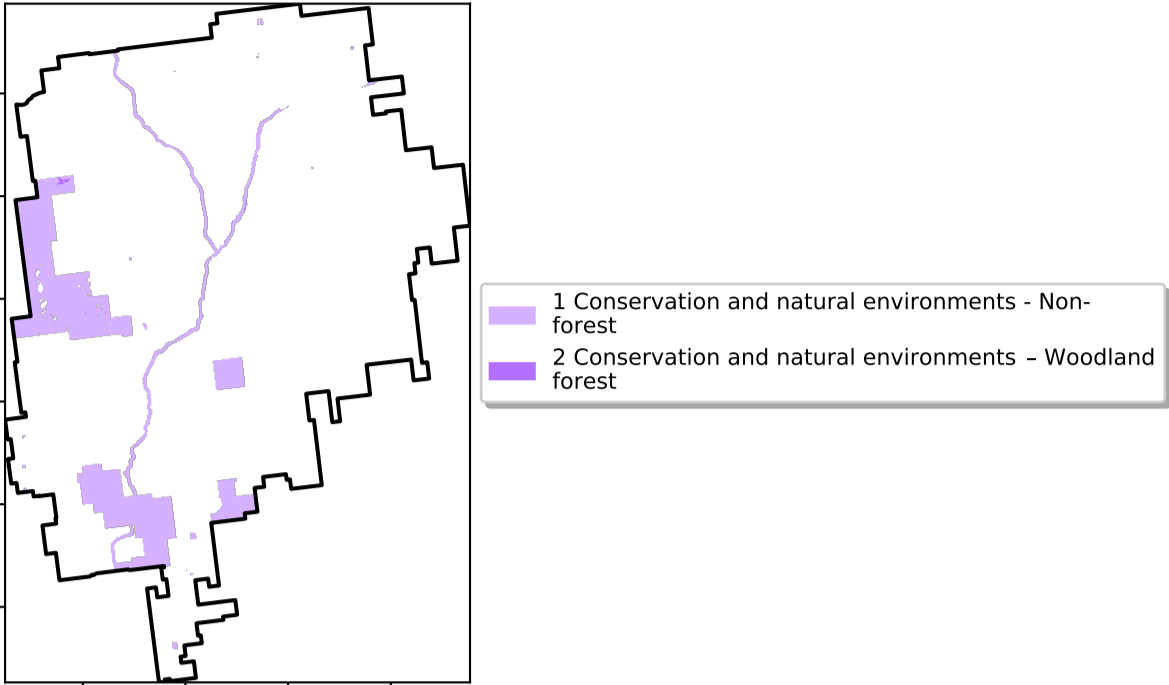 1 Conservation and natural environments - Non-
forest
2 Conservation and natural environments – Woodland
forest